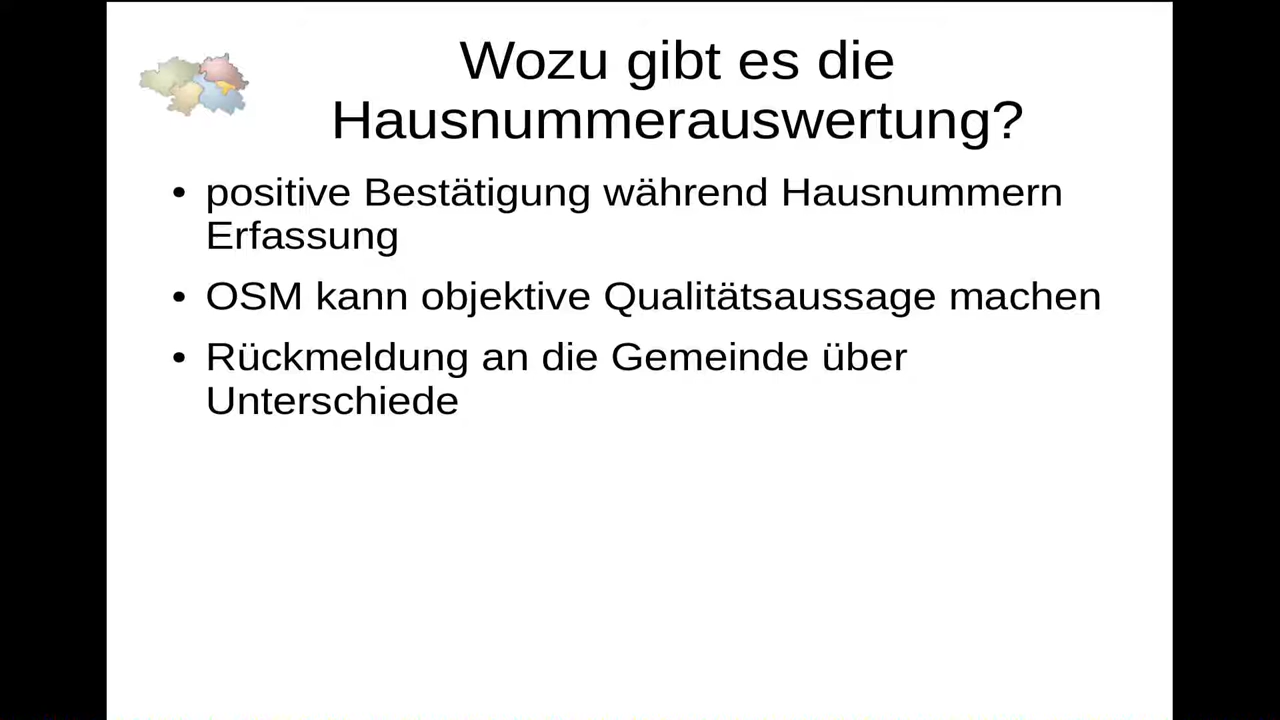 Wozu gibt es die
Hausnummerauswertung?
• positive Bestätigung während Hausnummern
Erfassung
• OSM kann objektive Qualitätsaussage machen
• Rückmeldung an die Gemeinde über
Unterschiede